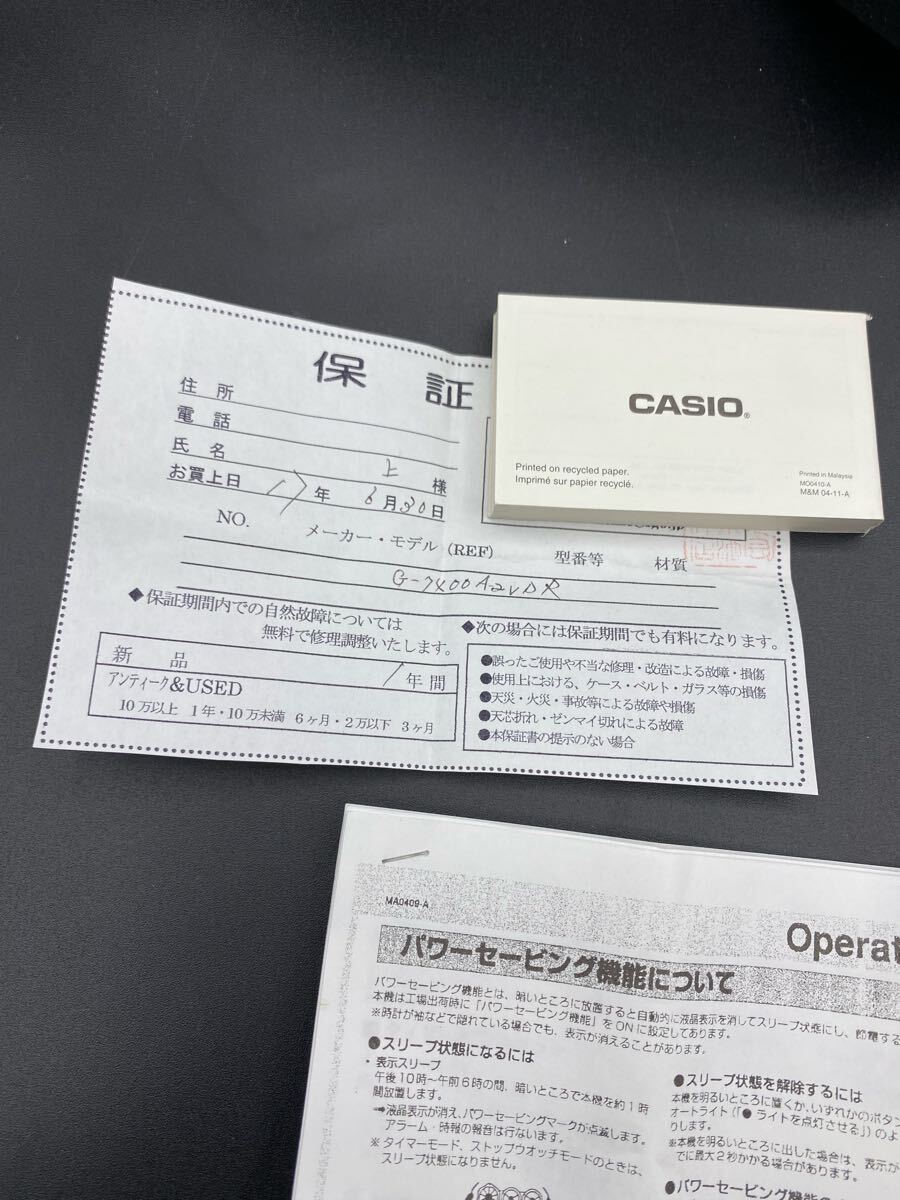 保証
住所
電話
氏名 上 様
お買上日 17年 6月30日
NO.
メーカー・モデル (REF) 型番等 材質
G-7400A2VDR
◆保証期間内での自然故障については
無料で修理調整いたします。
新品 1年間
アンティーク&USED
10万以上 1年・10万未満 6ヶ月・2万以下 3ヶ月
◆次の場合には保証期間でも有料になります。
●誤ったご使用や不当な修理・改造による故障・損傷
●使用上における、ケース・ベルト・ガラス等の損傷
●天災・火災・事故等による故障や損傷
●天芯折れ・ゼンマイ切れによる故障
●本保証書の提示のない場合
CASIO®
Printed on recycled paper.
Imprimé sur papier recyclé.
Printed in Malaysia
MO0410-A
M&M 04-11-A
MA0409-A
Operat
パワーセービング機能について
パワーセービング機能とは、暗いところに放置すると自動的に液晶表示を消してスリープ状態にし、節電する
本機は工場出荷時に「パワーセービング機能」をONに設定してあります。
※時計が袖などで隠れている場合でも、表示が消えることがあります。
●スリープ状態になるには
・表示スリープ
午後10時~午前6時の間、暗いところで本機を約1時
間放置します。
➡液晶表示が消え、パワーセービングマークが点滅します。
アラーム・時報の報音は行ないます。
※タイマーモード、ストップウオッチモードのときは、
スリープ状態になりません。
●スリープ状態を解除するには
本機を明るいところに置くか、いずれかのボタン
オートライト(「●ライトを点灯させる」)のよ
りします。
※本機を明るいところに出した場合は、表示が
でに最大2秒かかる場合があります。
●パワーセービング機能の